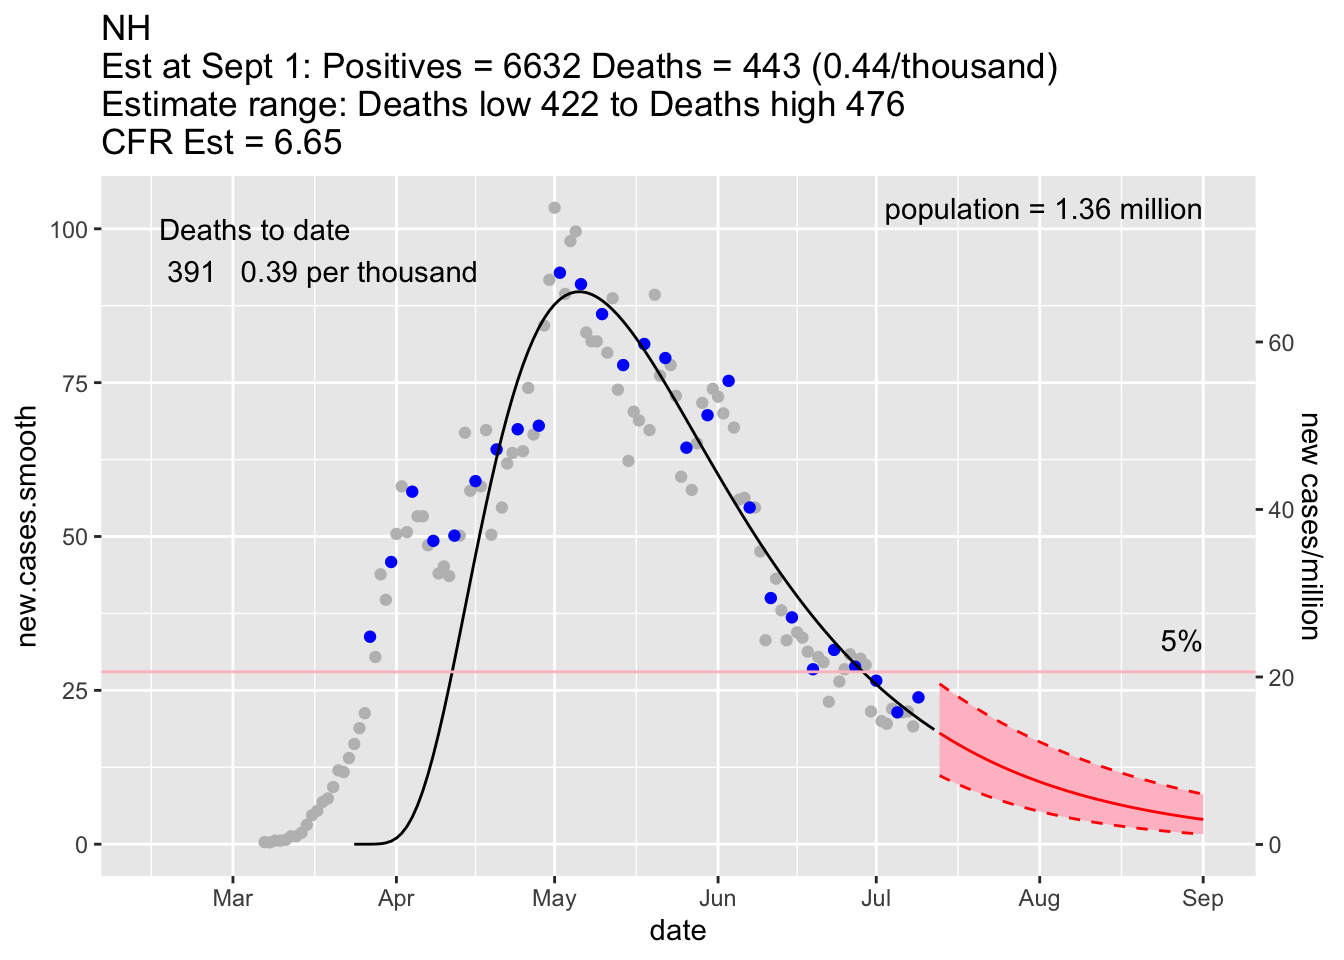 NH
Est at Sept 1: Positives = 6632 Deaths = 443 (0.44/thousand)
Estimate range: Deaths low 422 to Deaths high 476
CFR Est = 6.65
population = 1.36 million
Deaths to date
391 0.39 per thousand
100
75
50
25
0
new.cases.smooth
60
40
20
0
new cases/million
5%
Mar Apr May Jun Jul Aug Sep
date